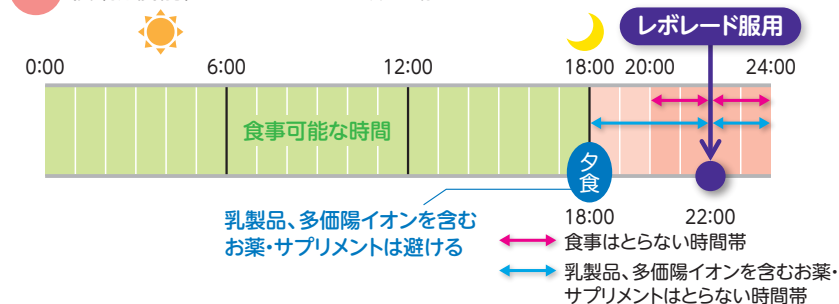 レボレード服用
0:00 6:00 12:00 18:00 20:00 24:00
食事可能な時間
夕食
乳製品、多価陽イオンを含む
お薬・サプリメントは避ける
18:00 22:00
食事はとらない時間帯
乳製品、多価陽イオンを含むお薬・
サプリメントはとらない時間帯